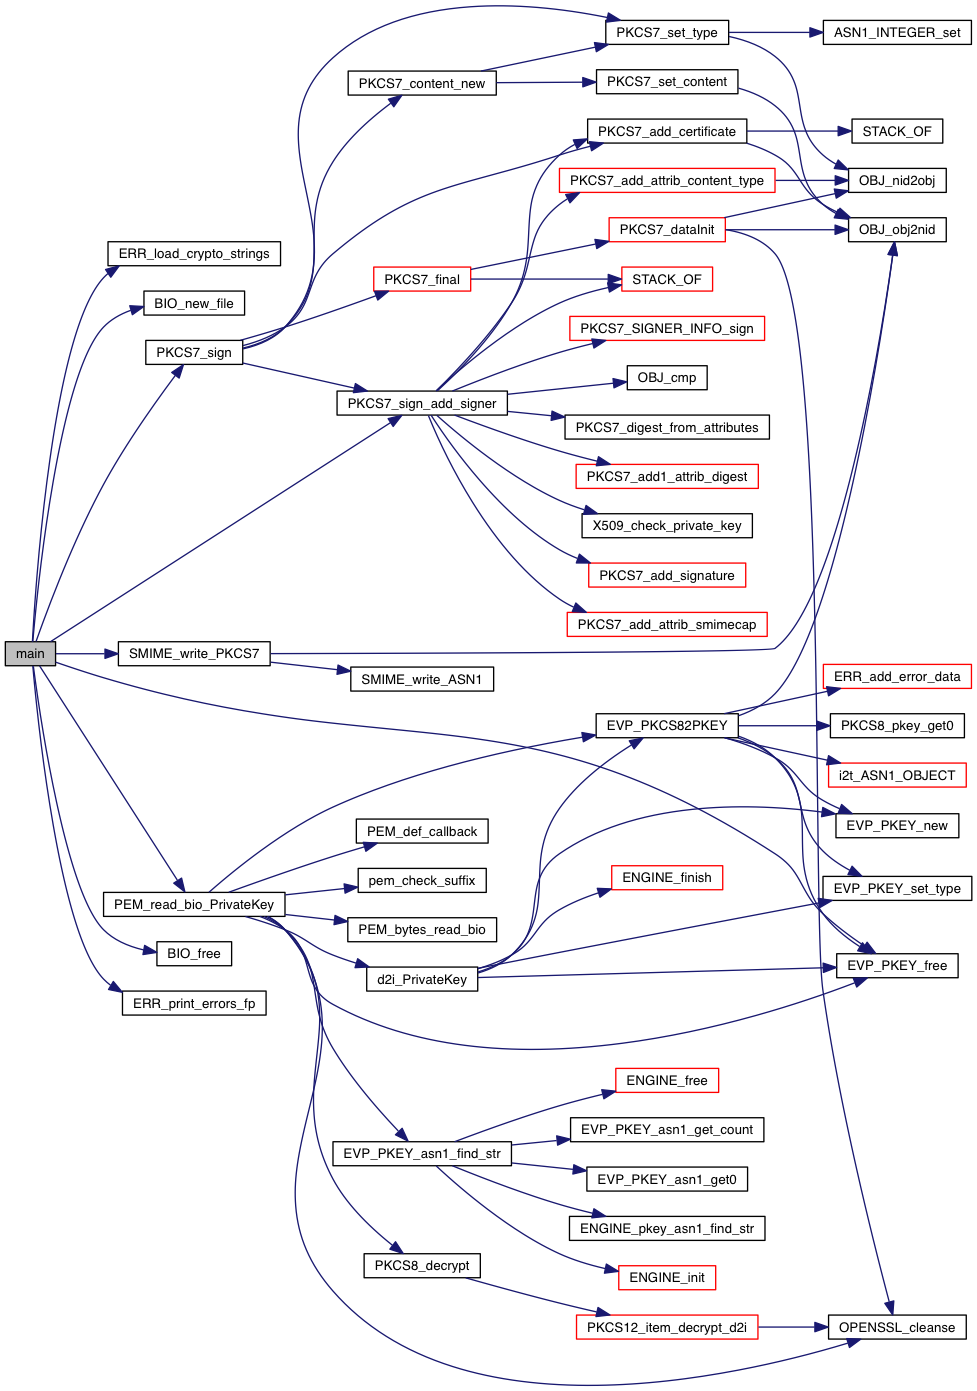 PKCS7_set_type
ASN1_INTEGER_set
PKCS7_content_new
PKCS7_set_content
PKCS7_add_certificate
STACK_OF
PKCS7_add_attrib_content_type
OBJ_nid2obj
PKCS7_dataInit
OBJ_obj2nid
ERR_load_crypto_strings
PKCS7_final
STACK_OF
BIO_new_file
PKCS7_SIGNER_INFO_sign
PKCS7_sign
OBJ_cmp
PKCS7_sign_add_signer
PKCS7_digest_from_attributes
PKCS7_add1_attrib_digest
X509_check_private_key
PKCS7_add_signature
PKCS7_add_attrib_smimecap
main
SMIME_write_PKCS7
SMIME_write_ASN1
ERR_add_error_data
EVP_PKCS82PKEY
PKCS8_pkey_get0
i2t_ASN1_OBJECT
EVP_PKEY_new
PEM_def_callback
pem_check_suffix
ENGINE_finish
EVP_PKEY_set_type
PEM_read_bio_PrivateKey
PEM_bytes_read_bio
BIO_free
d2i_PrivateKey
EVP_PKEY_free
ERR_print_errors_fp
ENGINE_free
EVP_PKEY_asn1_get_count
EVP_PKEY_asn1_find_str
EVP_PKEY_asn1_get0
ENGINE_pkey_asn1_find_str
PKCS8_decrypt
ENGINE_init
PKCS12_item_decrypt_d2i
OPENSSL_cleanse